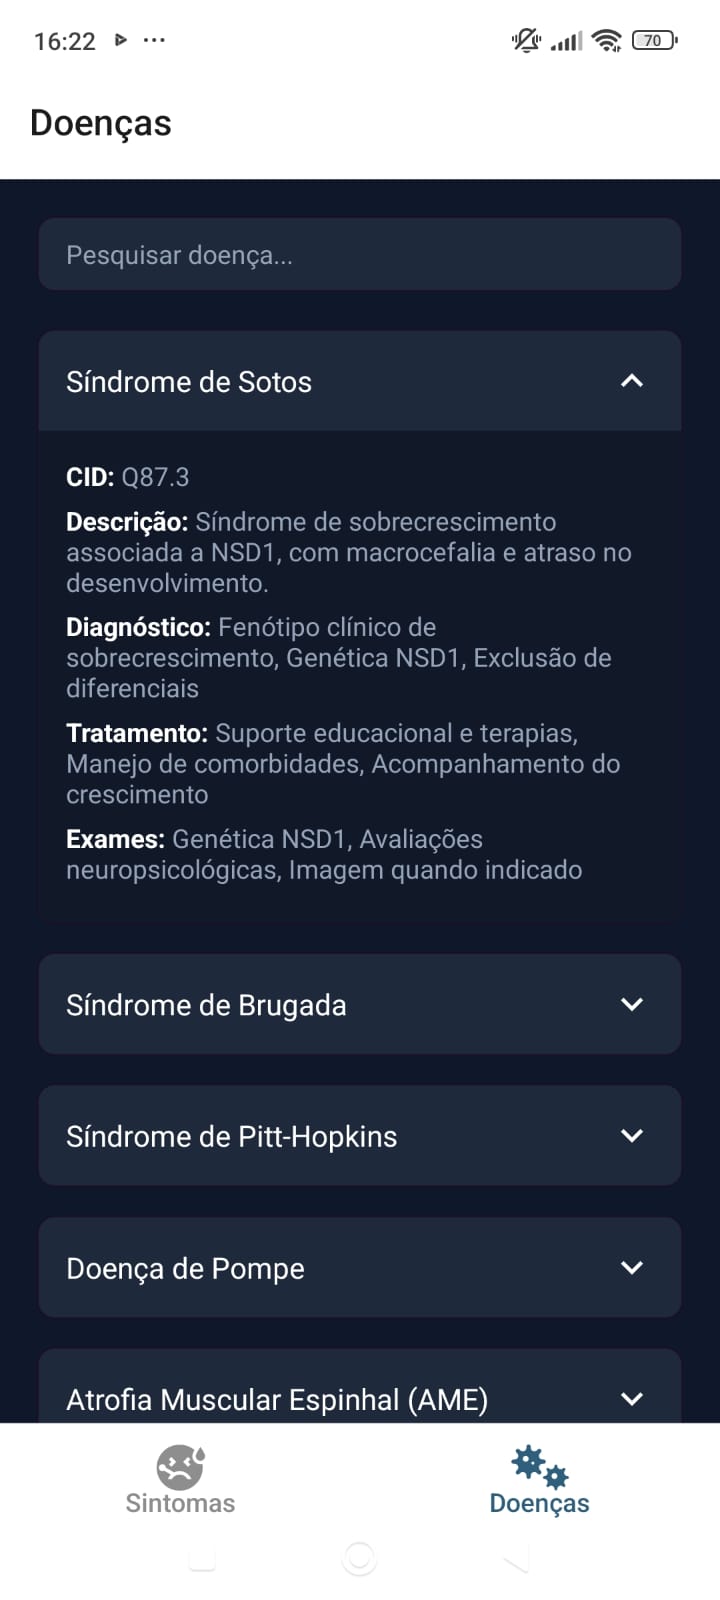 16:22
70
Doenças
Pesquisar doença...
Síndrome de Sotos
CID: Q87.3
Descrição: Síndrome de sobrecrescimento
associada a NSD1, com macrocefalia e atraso no
desenvolvimento.
Diagnóstico: Fenótipo clínico de
sobrecrescimento, Genética NSD1, Exclusão de
diferenciais
Tratamento: Suporte educacional e terapias,
Manejo de comorbidades, Acompanhamento do
crescimento
Exames: Genética NSD1, Avaliações
neuropsicológicas, Imagem quando indicado
Síndrome de Brugada
Síndrome de Pitt-Hopkins
Doença de Pompe
Atrofia Muscular Espinhal (AME)
Sintomas
Doenças